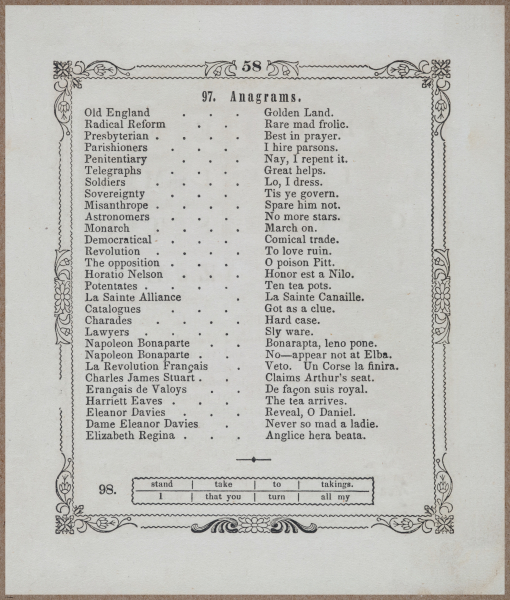 58
97. Anagrams.
Old England . . . Golden Land.
Radical Reform . . . Rare mad frolic.
Presbyterian . . . . Best in prayer.
Parishioners . . . I hire parsons.
Penitentiary . . . Nay, I repent it.
Telegraphs . . . Great helps.
Soldiers . . . . Lo, I dress.
Sovereignty . . . Tis ye govern.
Misanthrope . . . . Spare him not.
Astronomers . . . No more stars.
Monarch . . . . March on.
Democratical . . . . Comical trade.
Revolution . . . . To love ruin.
The opposition . . . O poison Pitt.
Horatio Nelson . . . Honor est a Nilo.
Potentates . . . . Ten tea pots.
La Sainte Alliance . La Sainte Canaille.
Catalogues . . . Got as a clue.
Charades . . . . Hard case.
Lawyers . . . . Sly ware.
Napoleon Bonaparte . . Bonarapta, leno pone.
Napoleon Bonaparte . . No—appear not at Elba.
La Revolution Français . Veto. Un Corse la finira.
Charles James Stuart . . Claims Arthur's seat.
Erançais de Valoys . . De façon suis royal.
Harriett Eaves . . . The tea arrives.
Eleanor Davies . . . Reveal, O Daniel.
Dame Eleanor Davies . Never so mad a ladie.
Elizabeth Regina . . . Anglice hera beata.
98.
stand | take | to | takings.
I | that you | turn | all my